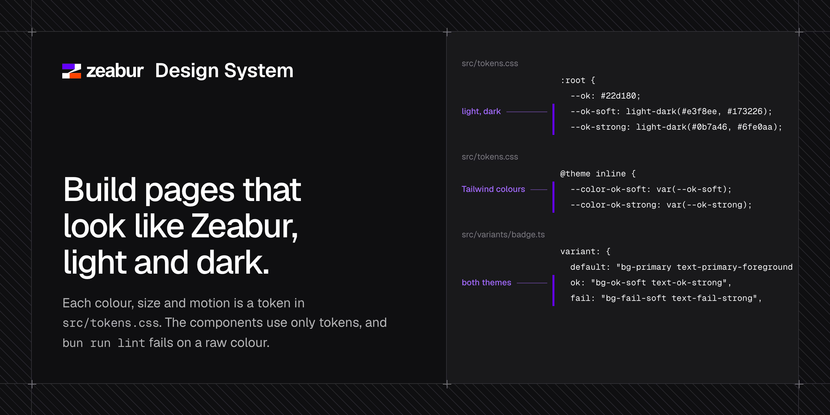 zeabur Design System
Build pages that
look like Zeabur,
light and dark.
Each colour, size and motion is a token in
src/tokens.css. The components use only tokens, and
bun run lint fails on a raw colour.
src/tokens.css
:root {
--ok: #22d180;
light, dark
--ok-soft: light-dark(#e3f8ee, #173226);
--ok-strong: light-dark(#0b7a46, #6fe0aa);
src/tokens.css
@theme inline {
Tailwind colours
--color-ok-soft: var(--ok-soft);
--color-ok-strong: var(--ok-strong);
src/variants/badge.ts
variant: {
default: "bg-primary text-primary-foreground
both themes
ok: "bg-ok-soft text-ok-strong",
fail: "bg-fail-soft text-fail-strong",